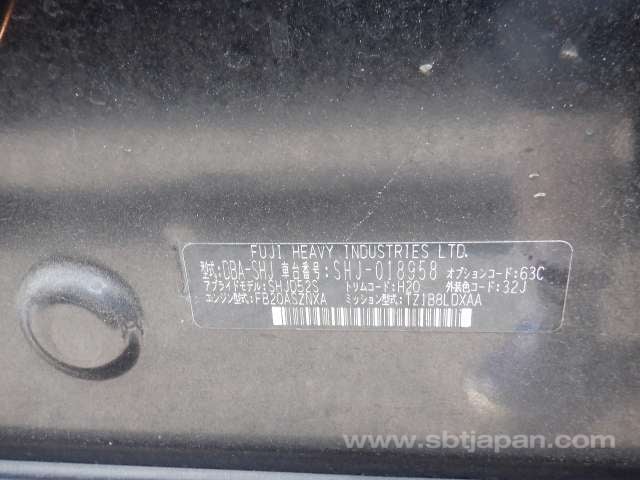 FUJI HEAVY INDUSTRIES LTD.
型式:DBA-SHJ 車台番号:SHJ-018958 オプションコード:63C
アプライドモデル:SHJD52S トリムコード:H20 外装色コード:32J
エンジン型式:FB20ASZNXA ミッション型式:TZ1B8LDXAA
www.sbtjapan.com